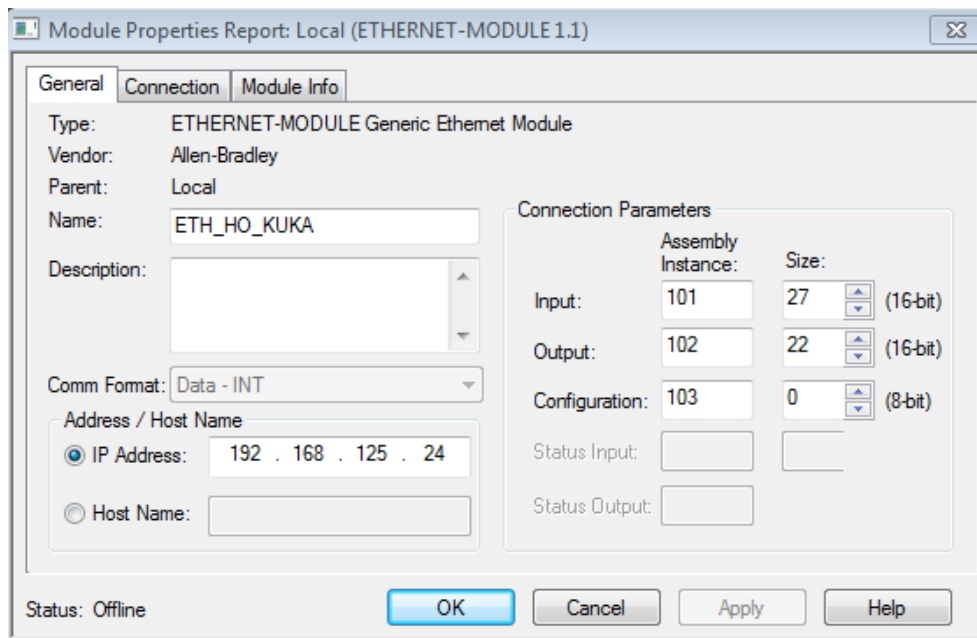 Module Properties Report: Local (ETHERNET-MODULE 1.1)
General
Connection
Module Info
Type: ETHERNET-MODULE Generic Ethernet Module
Vendor: Allen-Bradley
Parent: Local
Name: ETH_HO_KUKA
Description:
Comm Format: Data - INT
Address / Host Name
IP Address: 192 . 168 . 125 . 24
Host Name:
Connection Parameters
Assembly
Instance:
Size:
Input: 101 27 (16-bit)
Output: 102 22 (16-bit)
Configuration: 103 0 (8-bit)
Status Input:
Status Output:
Status: Offline
OK
Cancel
Apply
Help